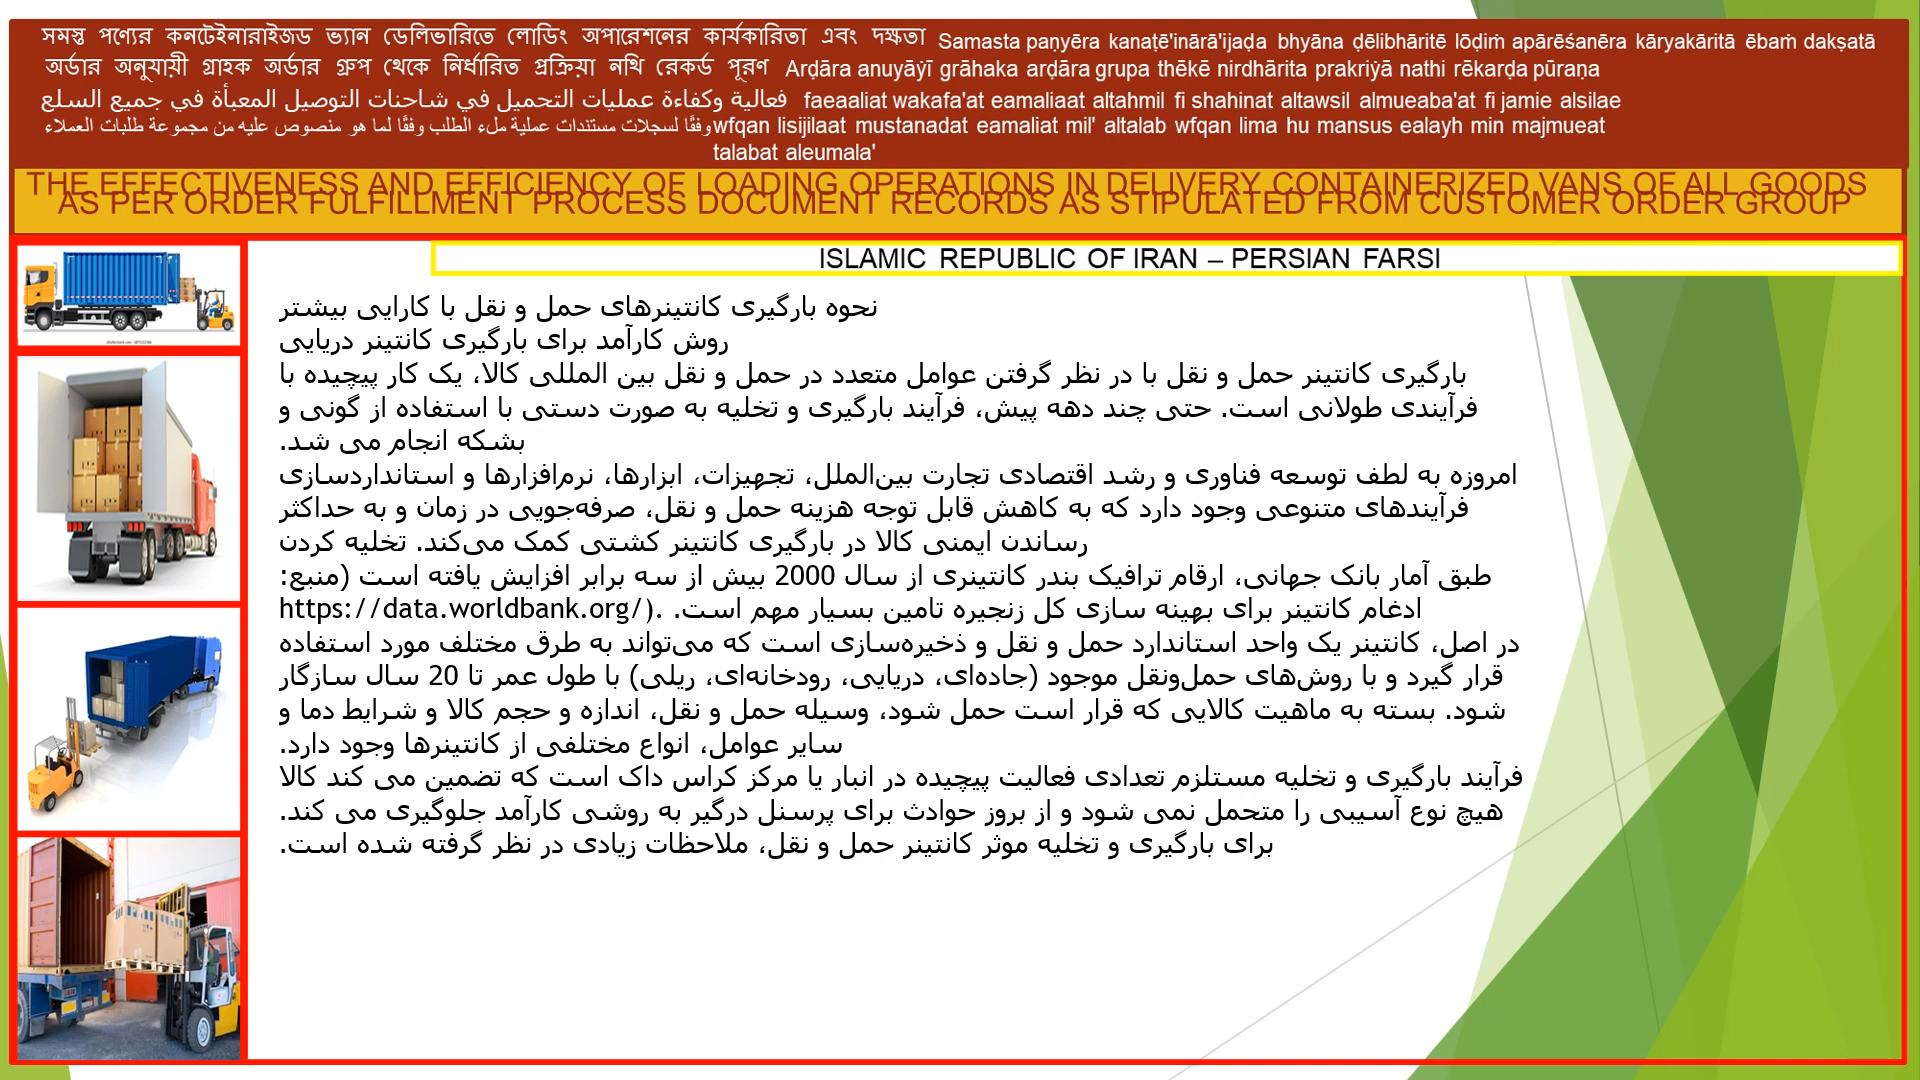 সমস্ত পণ্যের কনটেইনারাইজড ভ্যান ডেলিভারিতে লোডিং অপারেশনের কার্যকারিতা এবং দক্ষতা Samasta paṇyēra kanaṭē'inārā'ijaḍa bhyāna ḍēlibhāritē lōḍiṁ apārēśanēra kāryakāritā ēbaṁ dakṣatā
অর্ডার অনুযায়ী গ্রাহক অর্ডার গ্রুপ থেকে নির্ধারিত প্রক্রিয়া নথি রেকর্ড পূরণ Arḍāra anuyāẏī grāhaka arḍāra grupa thēkē nirdhārita prakriẏā nathi rēkarḍa pūraṇa
فعالية وكفاءة عمليات التحميل في شاحنات التوصيل المعبأة في جميع السلع faeaaliat wakafa'at eamaliaat altahmil fi shahinat altawsil almueaba'at fi jamie alsilae
وفقًا لسجلات مستندات عملية ملء الطلب وفقًا لما هو منصوص عليه من مجموعة طلبات العملاء wfqan lisijilaat mustanadat eamaliat mil' altalab wfqan lima hu mansus ealayh min majmueat
talabat aleumala'
THE EFFECTIVENESS AND EFFICIENCY OF LOADING OPERATIONS IN DELIVERY CONTAINERIZED VANS OF ALL GOODS
AS PER ORDER FULFILLMENT PROCESS DOCUMENT RECORDS AS STIPULATED FROM CUSTOMER ORDER GROUP
ISLAMIC REPUBLIC OF IRAN – PERSIAN FARSI
نحوه بارگیری کانتینرهای حمل و نقل با کارایی بیشتر
روش کارآمد برای بارگیری کانتینر دریایی
بارگیری کانتینر حمل و نقل با در نظر گرفتن عوامل متعدد در حمل و نقل بین المللی کالا، یک کار پیچیده با
فرآیندی طولانی است. حتی چند دهه پیش، فرآیند بارگیری و تخلیه به صورت دستی با استفاده از گونی و
بشکه انجام می شد.
امروزه به لطف توسعه فناوری و رشد اقتصادی تجارت بین‌الملل، تجهیزات، ابزارها، نرم‌افزارها و استانداردسازی
فرآیندهای متنوعی وجود دارد که به کاهش قابل توجه هزینه حمل و نقل، صرفه‌جویی در زمان و به حداکثر
رساندن ایمنی کالا در بارگیری کانتینر کشتی کمک می‌کند. تخلیه کردن
طبق آمار بانک جهانی، ارقام ترافیک بندر کانتینری از سال 2000 بیش از سه برابر افزایش یافته است (منبع:
https://data.worldbank.org/). ادغام کانتینر برای بهینه سازی کل زنجیره تامین بسیار مهم است.
در اصل، کانتینر یک واحد استاندارد حمل و نقل و ذخیره‌سازی است که می‌تواند به طرق مختلف مورد استفاده
قرار گیرد و با روش‌های حمل‌ونقل موجود (جاده‌ای، دریایی، رودخانه‌ای، ریلی) با طول عمر تا 20 سال سازگار
شود. بسته به ماهیت کالایی که قرار است حمل شود، وسیله حمل و نقل، اندازه و حجم کالا و شرایط دما و
سایر عوامل، انواع مختلفی از کانتینرها وجود دارد.
فرآیند بارگیری و تخلیه مستلزم تعدادی فعالیت پیچیده در انبار یا مرکز کراس داک است که تضمین می کند کالا
هیچ نوع آسیبی را متحمل نمی شود و از بروز حوادث برای پرسنل درگیر به روشی کارآمد جلوگیری می کند.
برای بارگیری و تخلیه موثر کانتینر حمل و نقل، ملاحظات زیادی در نظر گرفته شده است.